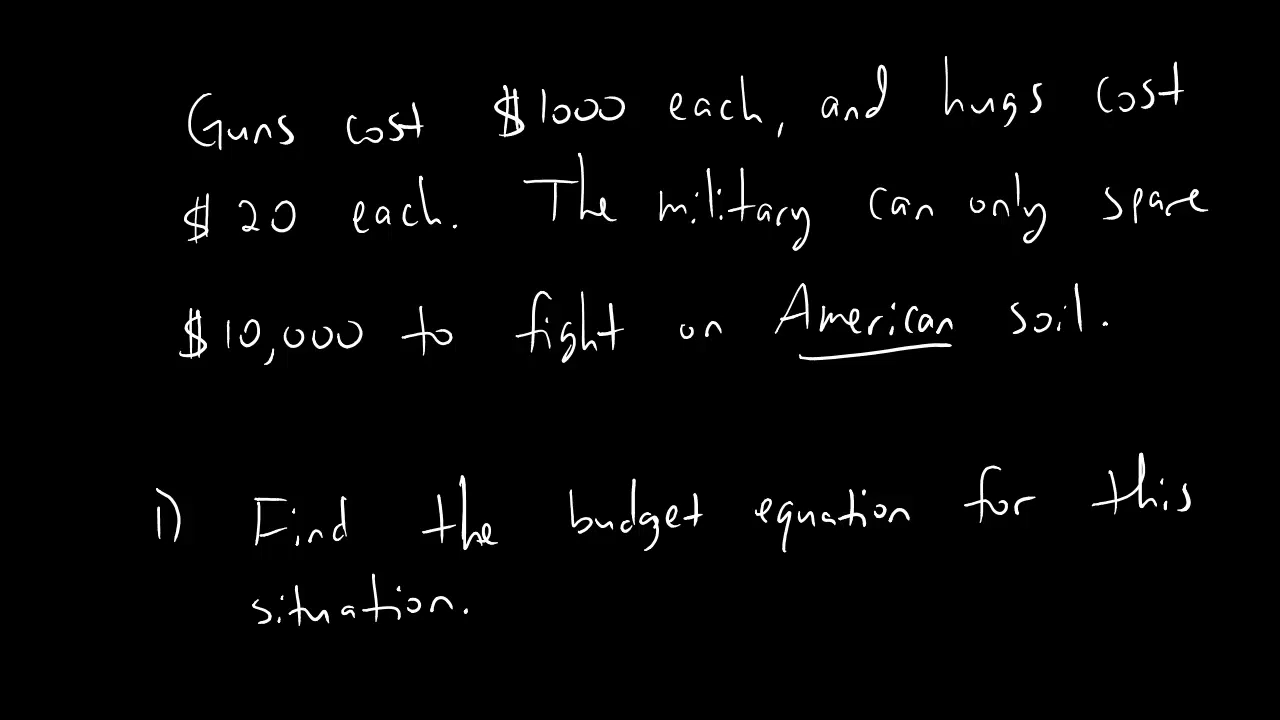 Guns cost $1000 each, and hugs cost
$20 each. The military can only spare
$10,000 to fight on American soil.
1) Find the budget equation for this
situation.